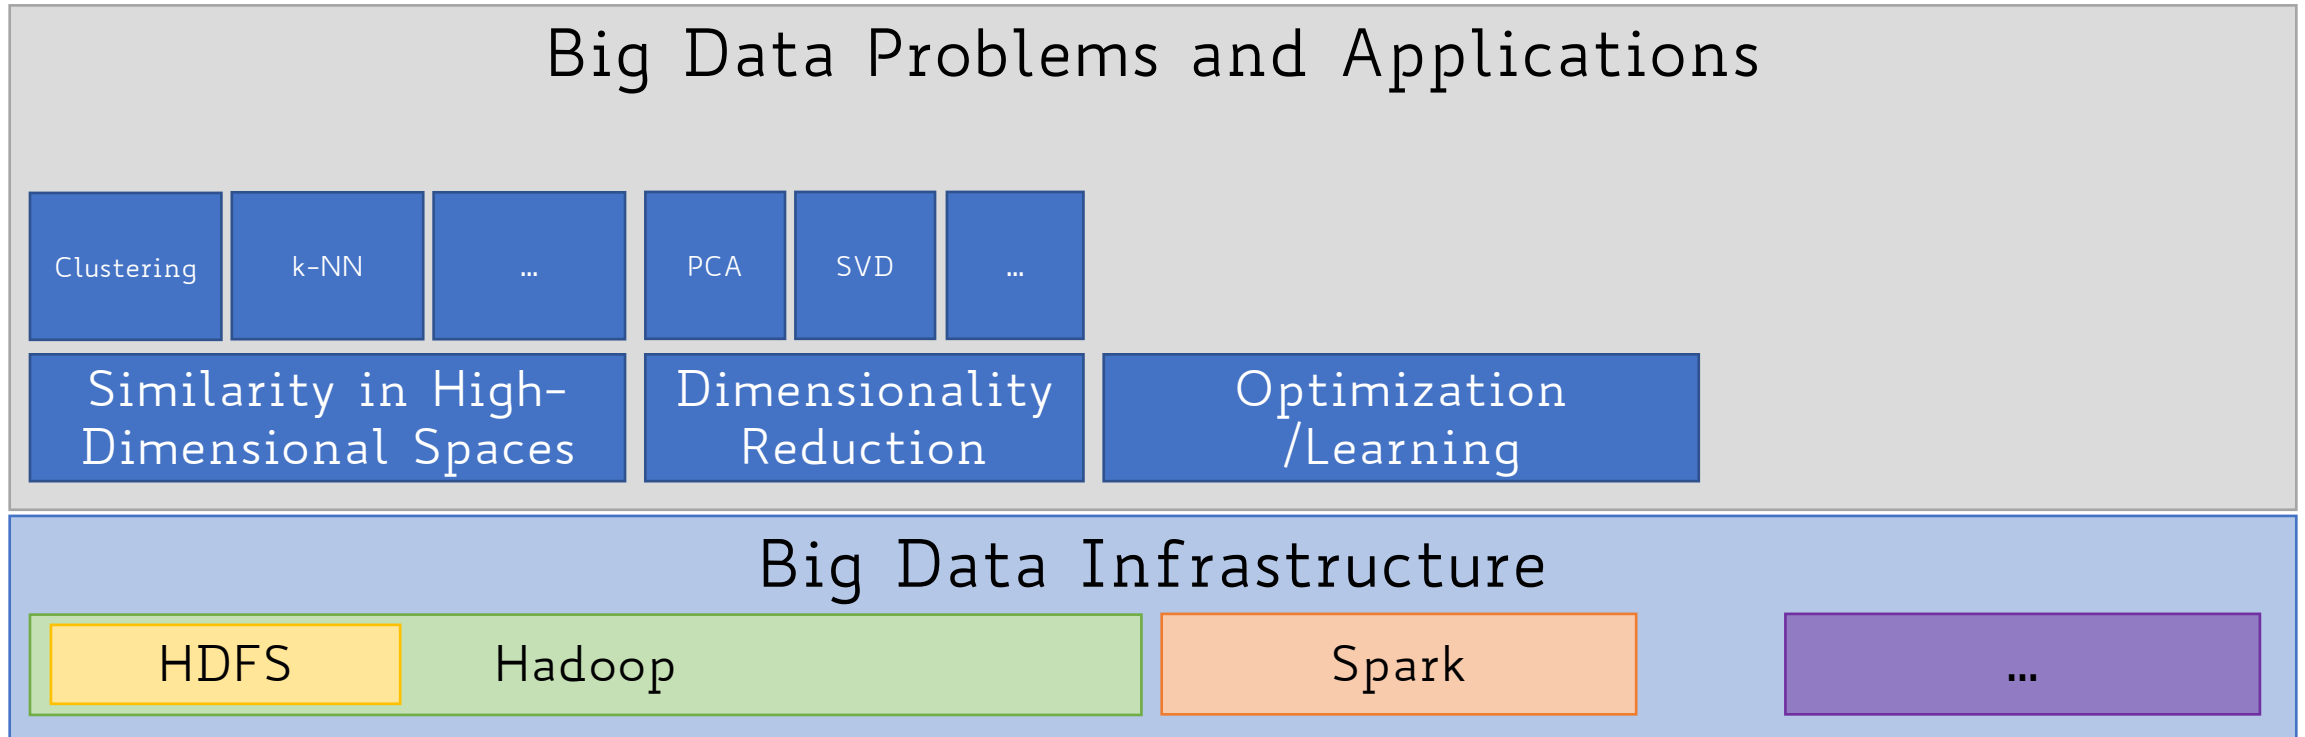 Big Data Problems and Applications
Clustering
k-NN
...
PCA
SVD
...
Similarity in High-
Dimensional Spaces
Dimensionality
Reduction
Optimization
/Learning
Big Data Infrastructure
HDFS
Hadoop
Spark
...